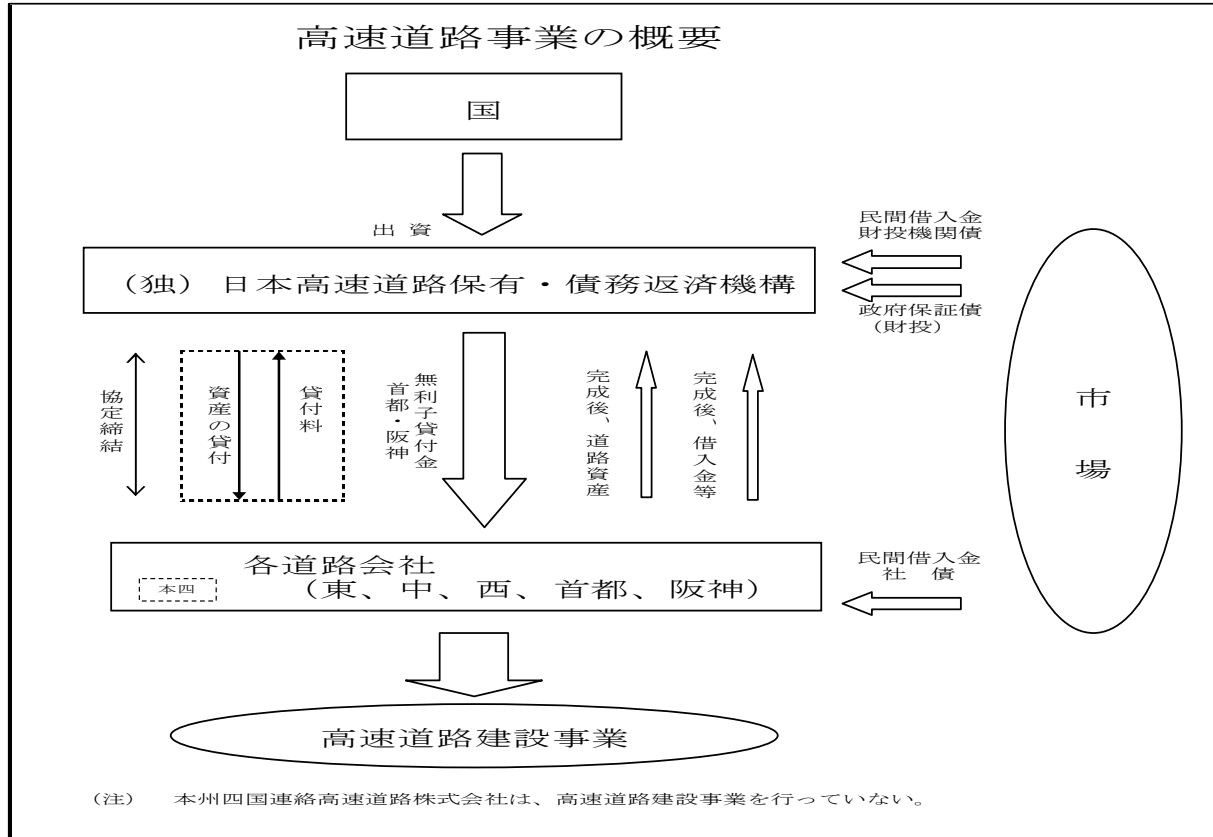 高速道路事業の概要
国
出 資
民間借入金
財投機関債
(独) 日本高速道路保有・債務返済機構
政府保証債
(財投)
協定締結
資産の貸付
貸付料
無利子貸付金
首都・阪神
完成後、道路資産
完成後、借入金等
市場
各道路会社
本四
(東、中、西、首都、阪神)
民間借入金
社 債
高速道路建設事業
(注) 本州四国連絡高速道路株式会社は、高速道路建設事業を行っていない。